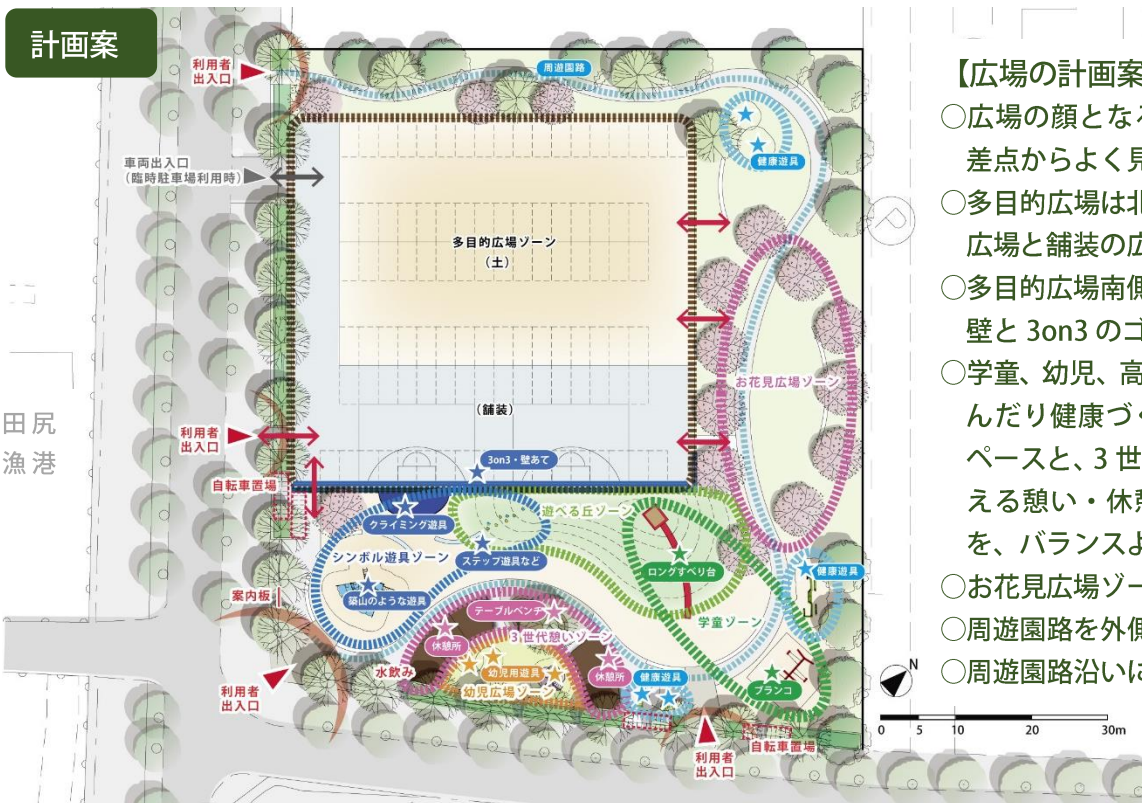 計画案
利用者
出入口
周遊園路
健康遊具
車両出入口
(臨時駐車場利用時)
多目的広場ゾーン
(土)
お花見広場ゾーン
(舗装)
利用者
出入口
3on3・壁あて
自転車置場
クライミング遊具
遊べる丘ゾーン
シンボル遊具ゾーン
ステップ遊具など
ロングすべり台
健康遊具
築山のような遊具
案内板
テーブルベンチ
学童ゾーン
3世代憩いゾーン
休憩所
水飲み
幼児用遊具
休憩所
健康遊具
幼児広場ゾーン
ブランコ
利用者
出入口
自転車置場
利用者
出入口
田尻
漁港
P
N
0 5 10 20 30m
【広場の計画案
○広場の顔とな
差点からよく見
○多目的広場は北
広場と舗装の広
○多目的広場南側
壁と3on3のゴ
○学童、幼児、高
んだり健康づく
ペースと、3世
える憩い・休憩
を、バランスよ
○お花見広場ゾー
○周遊園路を外側
○周遊園路沿いに